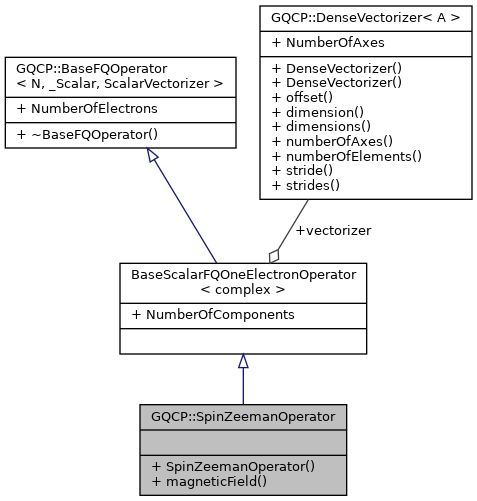 GQCP::BaseFQOperator
< N, _Scalar, ScalarVectorizer >
+ NumberOfElectrons
+ ~BaseFQOperator()
GQCP::DenseVectorizer< A >
+ NumberOfAxes
+ DenseVectorizer()
+ DenseVectorizer()
+ offset()
+ dimension()
+ dimensions()
+ numberOfAxes()
+ numberOfElements()
+ stride()
+ strides()
+vectorizer
BaseScalarFQOneElectronOperator
< complex >
+ NumberOfComponents
GQCP::SpinZeemanOperator
+ SpinZeemanOperator()
+ magneticField()